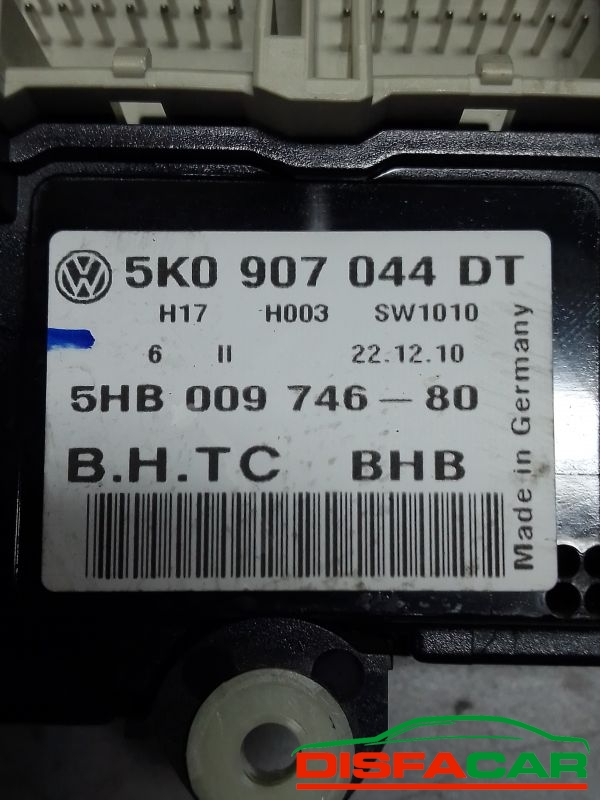 VW 5K0 907 044 DT
H17 H003 SW1010
6 II 22.12.10
5HB 009 746-80
B.H.TC BHB
Made in Germany
DISFACAR